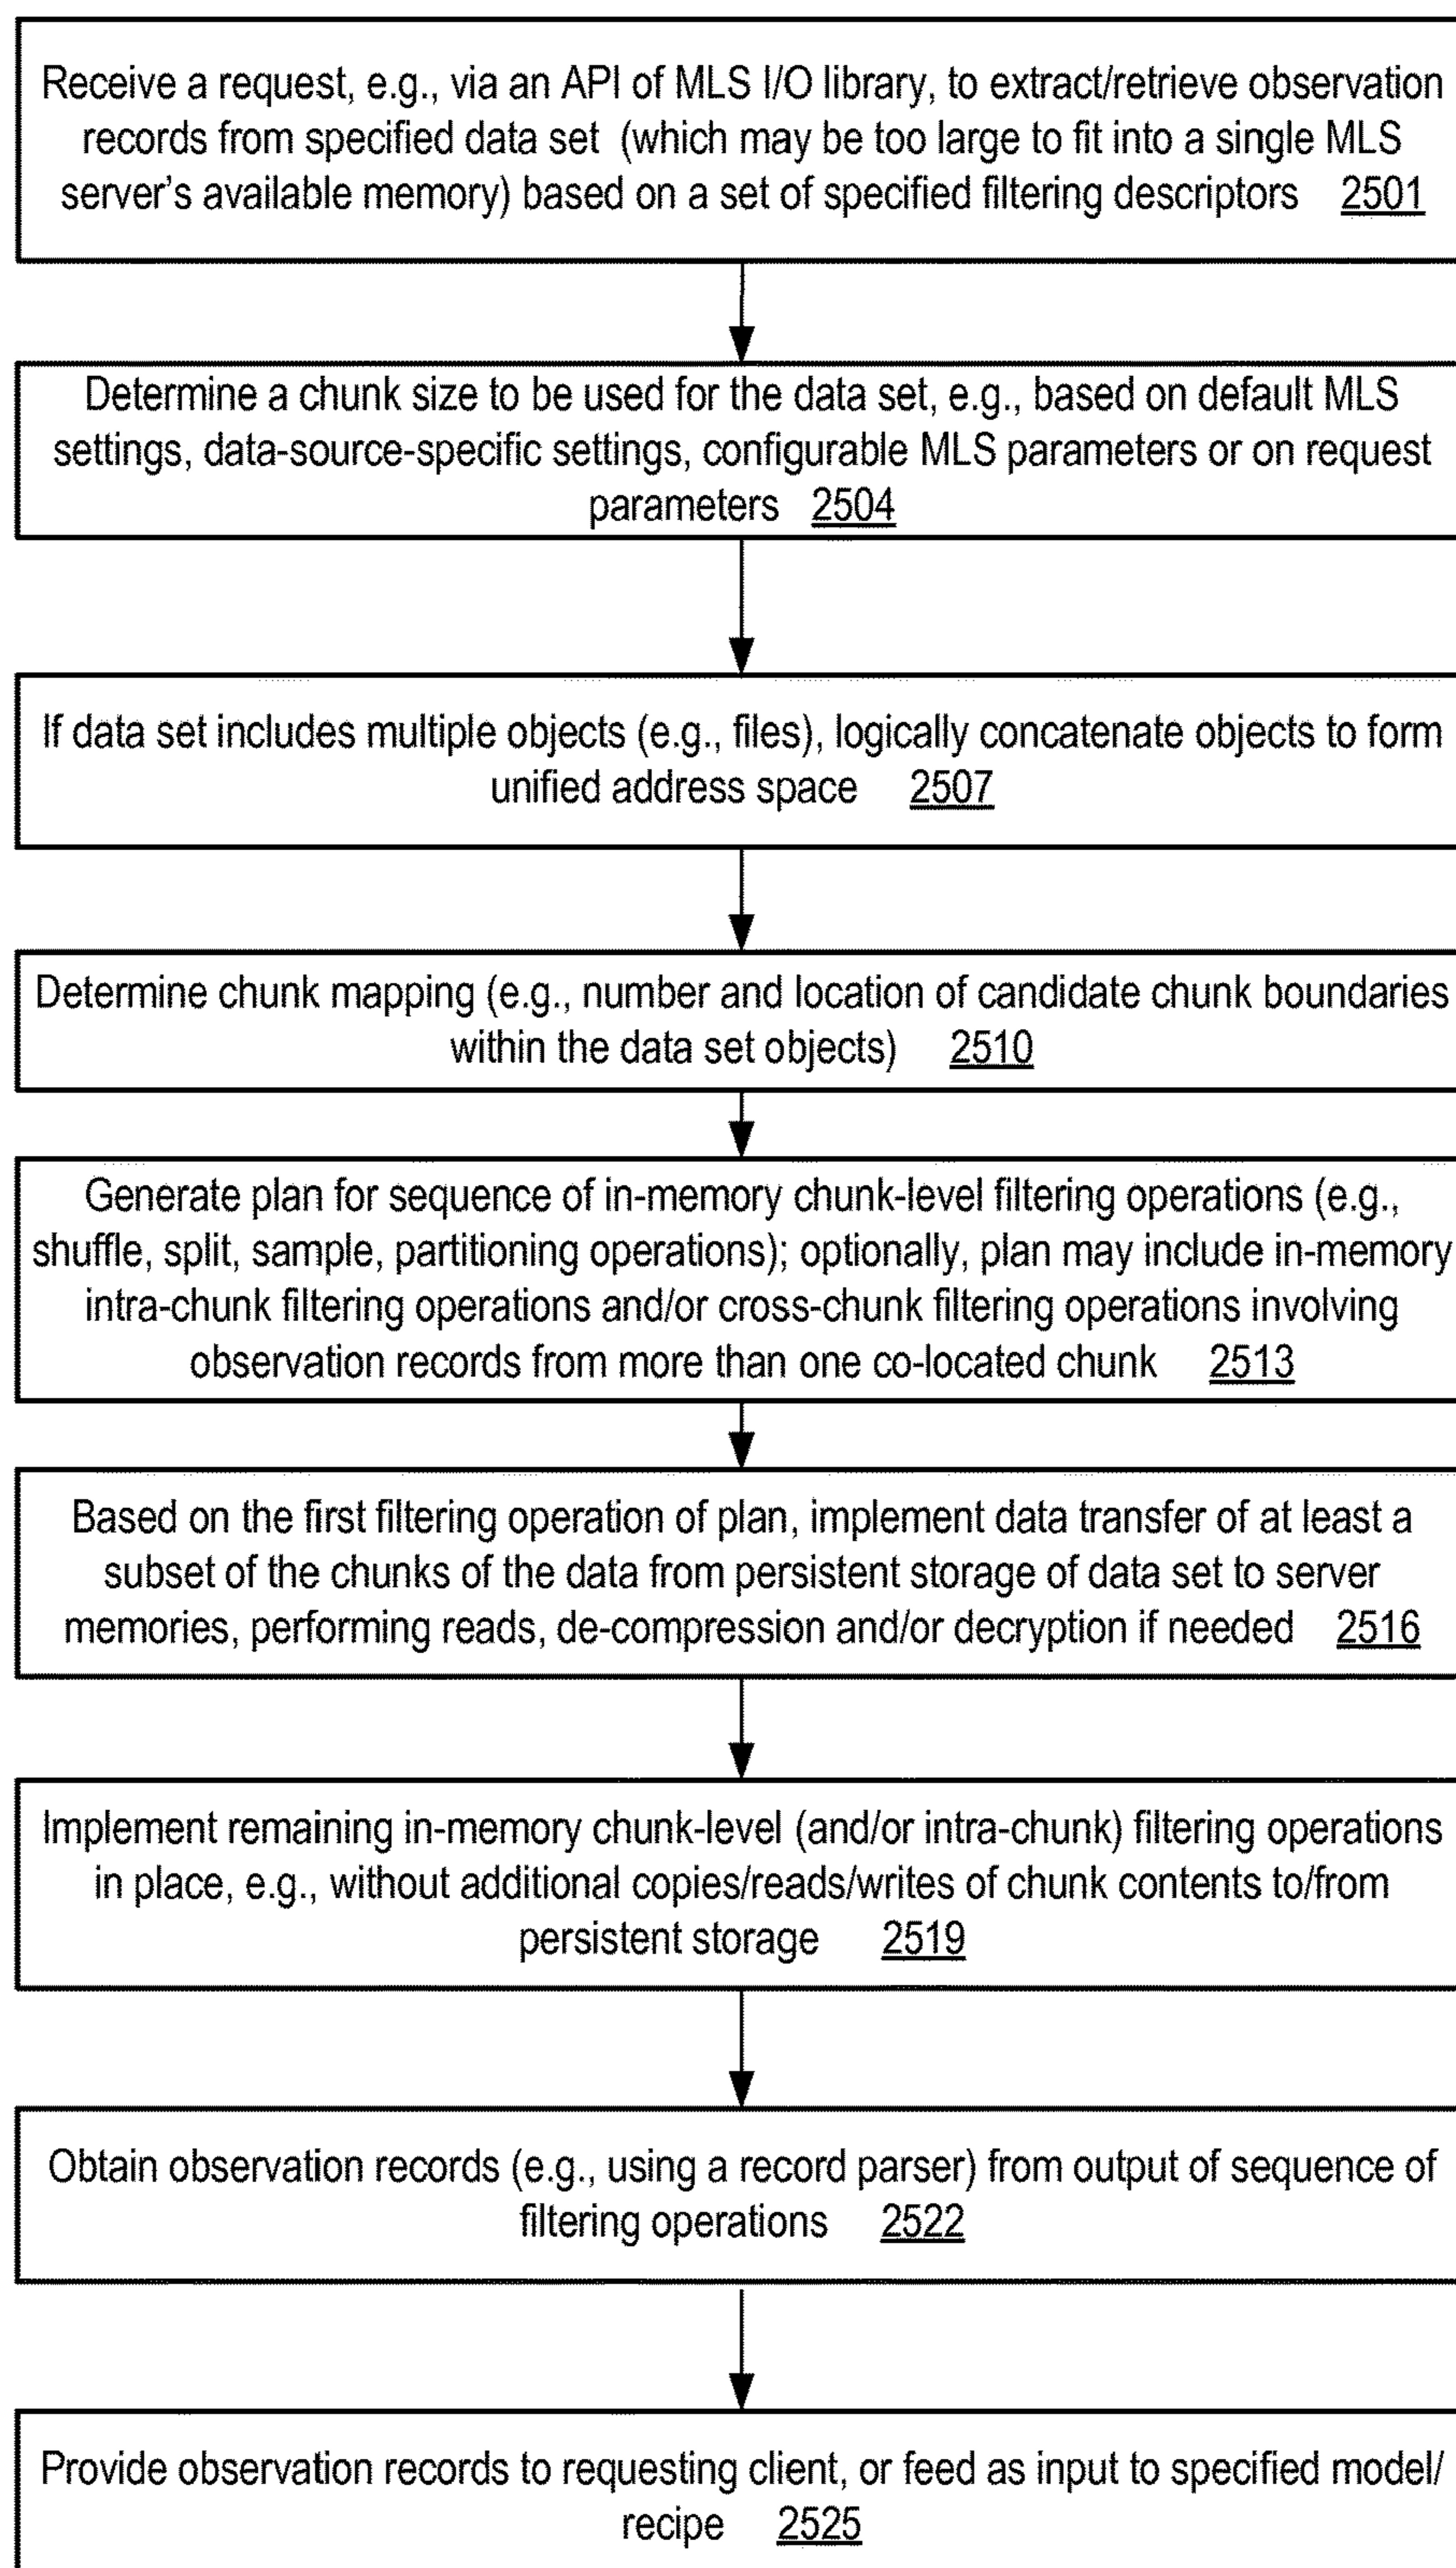 Receive a request, e.g., via an API of MLS I/O library, to extract/retrieve observation
records from specified data set (which may be too large to fit into a single MLS
server's available memory) based on a set of specified filtering descriptors 2501
Determine a chunk size to be used for the data set, e.g., based on default MLS
settings, data-source-specific settings, configurable MLS parameters or on request
parameters 2504
If data set includes multiple objects (e.g., files), logically concatenate objects to form
unified address space 2507
Determine chunk mapping (e.g., number and location of candidate chunk boundaries
within the data set objects) 2510
Generate plan for sequence of in-memory chunk-level filtering operations (e.g.,
shuffle, split, sample, partitioning operations); optionally, plan may include in-memory
intra-chunk filtering operations and/or cross-chunk filtering operations involving
observation records from more than one co-located chunk 2513
Based on the first filtering operation of plan, implement data transfer of at least a
subset of the chunks of the data from persistent storage of data set to server
memories, performing reads, de-compression and/or decryption if needed 2516
Implement remaining in-memory chunk-level (and/or intra-chunk) filtering operations
in place, e.g., without additional copies/reads/writes of chunk contents to/from
persistent storage 2519
Obtain observation records (e.g., using a record parser) from output of sequence of
filtering operations 2522
Provide observation records to requesting client, or feed as input to specified model/
recipe 2525